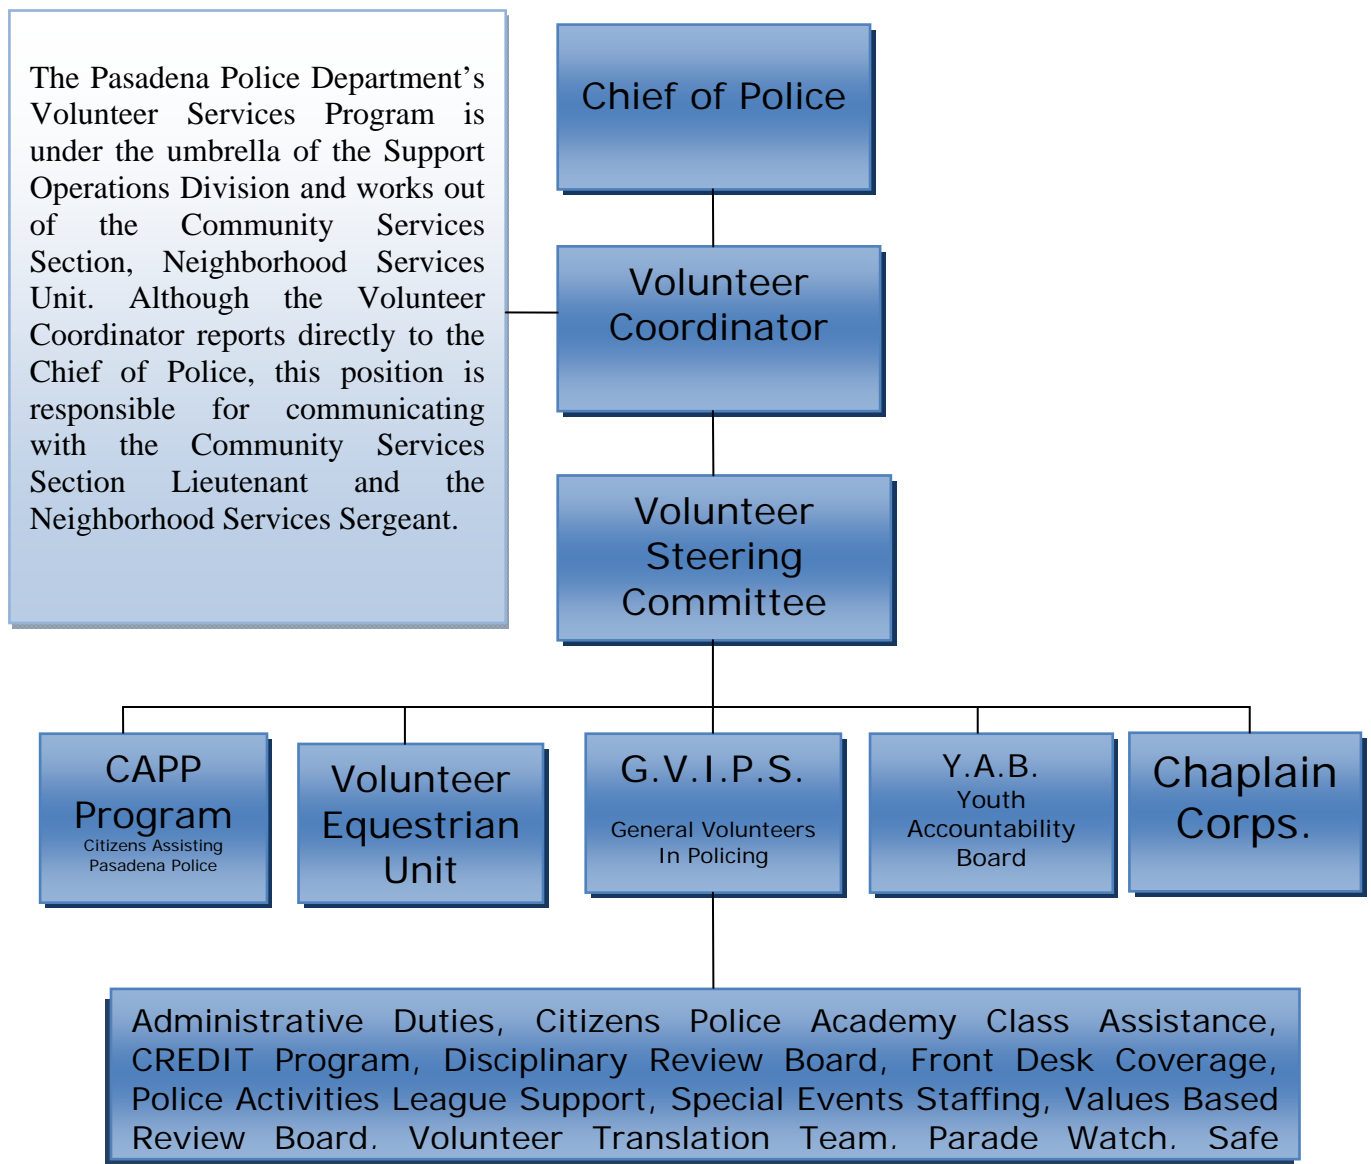 The Pasadena Police Department’s
Volunteer Services Program is
under the umbrella of the Support
Operations Division and works out
of the Community Services
Section, Neighborhood Services
Unit. Although the Volunteer
Coordinator reports directly to the
Chief of Police, this position is
responsible for communicating
with the Community Services
Section Lieutenant and the
Neighborhood Services Sergeant.
Chief of Police
Volunteer
Coordinator
Volunteer
Steering
Committee
CAPP
Program
Citizens Assisting
Pasadena Police
Volunteer
Equestrian
Unit
G.V.I.P.S.
General Volunteers
In Policing
Y.A.B.
Youth
Accountability
Board
Chaplain
Corps.
Administrative Duties, Citizens Police Academy Class Assistance,
CREDIT Program, Disciplinary Review Board, Front Desk Coverage,
Police Activities League Support, Special Events Staffing, Values Based
Review Board, Volunteer Translation Team, Parade Watch, Safe